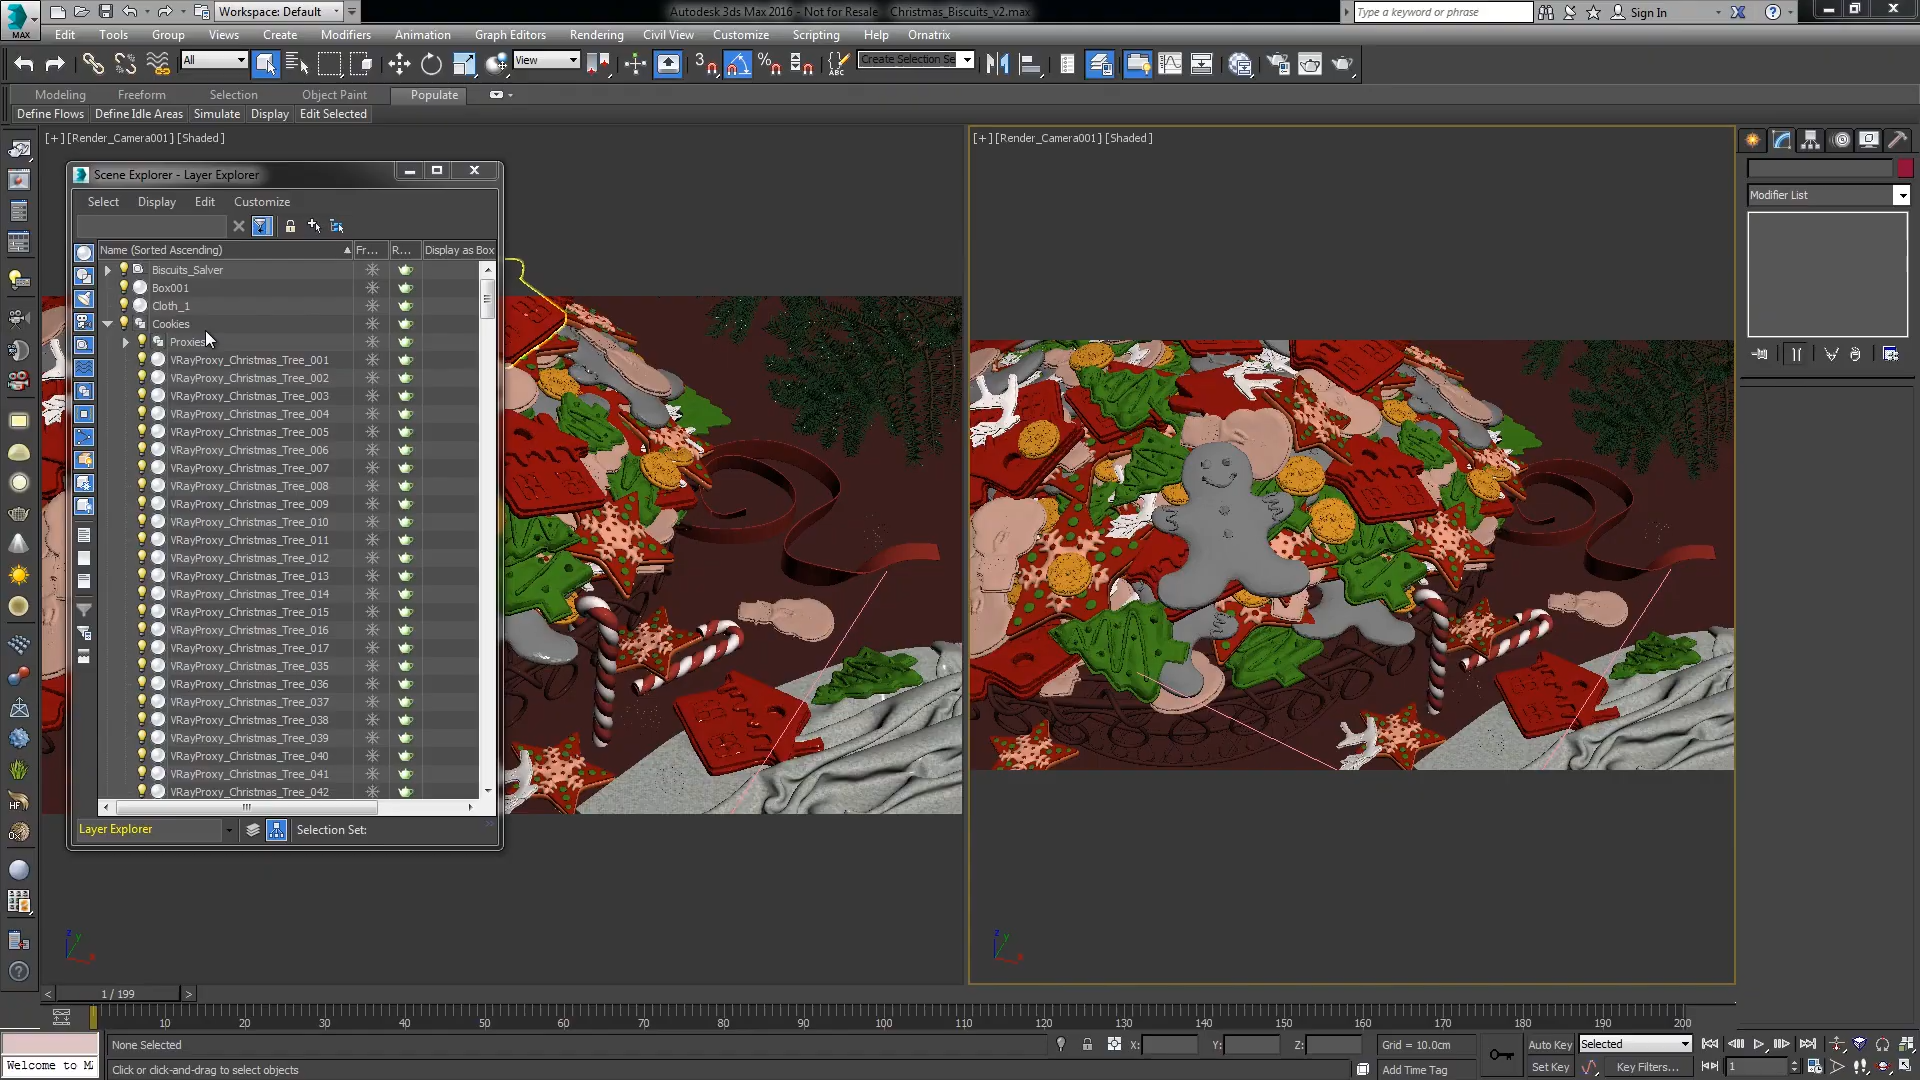 Workspace: Default
Autodesk 3ds Max 2016 - Not for Resale    Christmas_Biscuits_v2.max
Type a keyword or phrase
Sign In
MAX
Edit Tools Group Views Create Modifiers Animation Graph Editors Rendering Civil View Customize Scripting Help Ornatrix
All
View
3
ABC
Create Selection Se
Modeling Freeform Selection Object Paint Populate
Define Flows Define Idle Areas Simulate Display Edit Selected
[+] [Render_Camera001] [Shaded]
[+] [Render_Camera001] [Shaded]
Scene Explorer - Layer Explorer
Select Display Edit Customize
Name (Sorted Ascending) Fr... R... Display as Box
Biscuits_Salver
Box001
Cloth_1
Cookies
Proxies
VRayProxy_Christmas_Tree_001
VRayProxy_Christmas_Tree_002
VRayProxy_Christmas_Tree_003
VRayProxy_Christmas_Tree_004
VRayProxy_Christmas_Tree_005
VRayProxy_Christmas_Tree_006
VRayProxy_Christmas_Tree_007
VRayProxy_Christmas_Tree_008
VRayProxy_Christmas_Tree_009
VRayProxy_Christmas_Tree_010
VRayProxy_Christmas_Tree_011
VRayProxy_Christmas_Tree_012
VRayProxy_Christmas_Tree_013
VRayProxy_Christmas_Tree_014
VRayProxy_Christmas_Tree_015
VRayProxy_Christmas_Tree_016
VRayProxy_Christmas_Tree_017
VRayProxy_Christmas_Tree_035
VRayProxy_Christmas_Tree_036
VRayProxy_Christmas_Tree_037
VRayProxy_Christmas_Tree_038
VRayProxy_Christmas_Tree_039
VRayProxy_Christmas_Tree_040
VRayProxy_Christmas_Tree_041
VRayProxy_Christmas_Tree_042
Layer Explorer
Selection Set:
Modifier List
HF
1 / 199
10 20 30 40 50 60 70 80 90 100 110 120 130 140 150 160 170 180 190 200
None Selected
X: Y: Z:
Grid = 10.0cm
Auto Key
Selected
Welcome to M
Click or click-and-drag to select objects
Add Time Tag
Set Key
Key Filters...
1